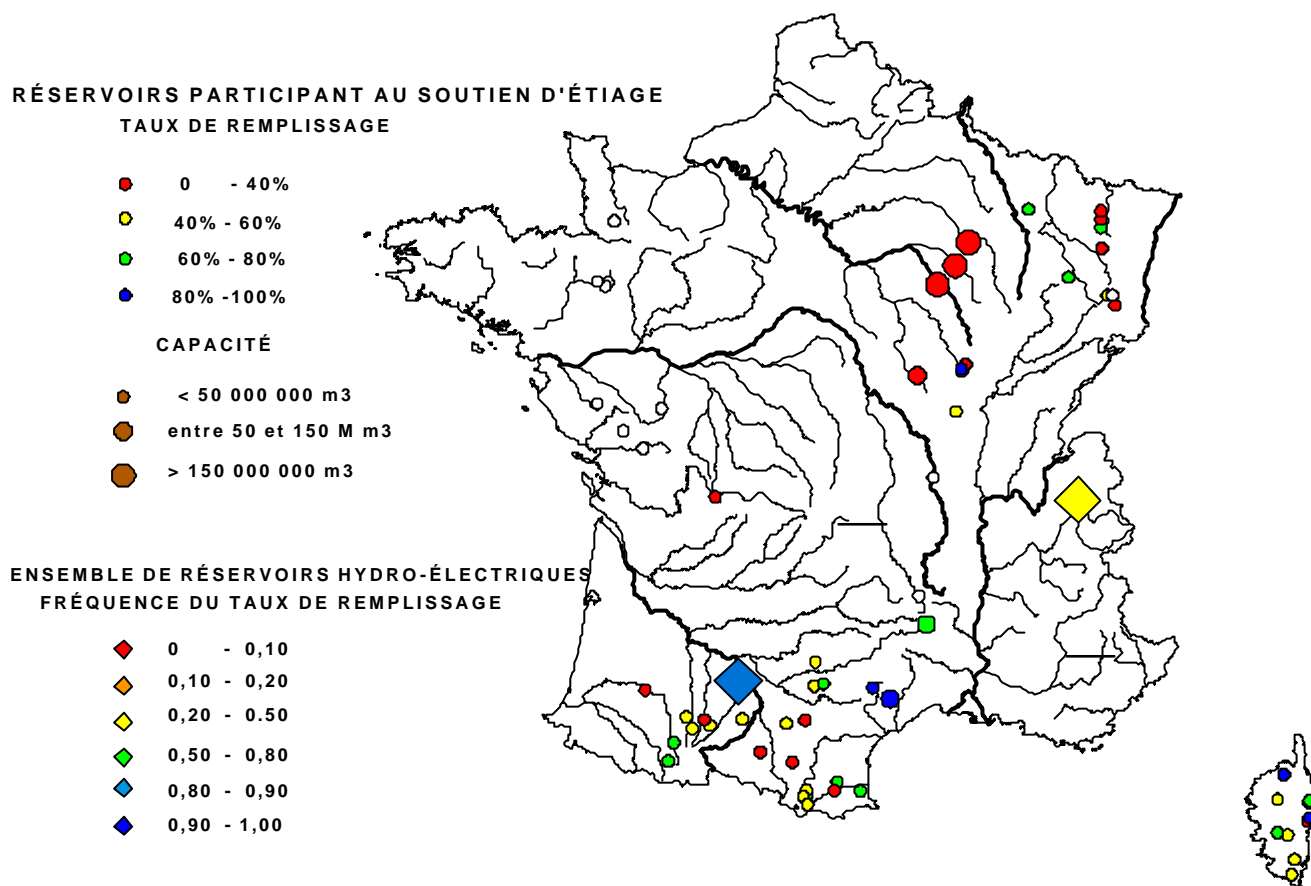 RÉSERVOIRS PARTICIPANT AU SOUTIEN D'ÉTIAGE
TAUX DE REMPLISSAGE
0 - 40%
40% - 60%
60% - 80%
80% -100%
CAPACITÉ
< 50 000 000 m3
entre 50 et 150 M m3
> 150 000 000 m3
ENSEMBLE DE RÉSERVOIRS HYDRO-ÉLECTRIQUES
FRÉQUENCE DU TAUX DE REMPLISSAGE
0 - 0,10
0,10 - 0,20
0,20 - 0,50
0,50 - 0,80
0,80 - 0,90
0,90 - 1,00